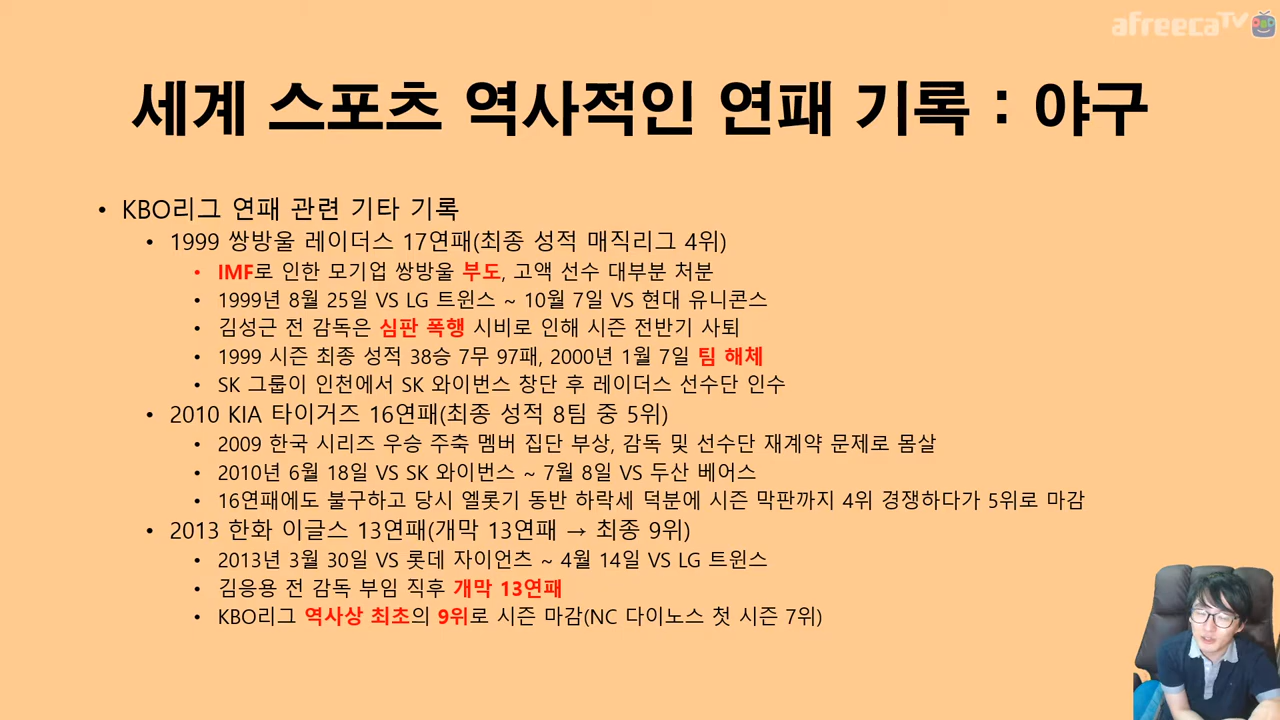 afreecaTV
세계 스포츠 역사적인 연패 기록 : 야구
• KBO리그 연패 관련 기타 기록
• 1999 쌍방울 레이더스 17연패(최종 성적 매직리그 4위)
• IMF로 인한 모기업 쌍방울 부도, 고액 선수 대부분 처분
• 1999년 8월 25일 VS LG 트윈스 ~ 10월 7일 VS 현대 유니콘스
• 김성근 전 감독은 심판 폭행 시비로 인해 시즌 전반기 사퇴
• 1999 시즌 최종 성적 38승 7무 97패, 2000년 1월 7일 팀 해체
• SK 그룹이 인천에서 SK 와이번스 창단 후 레이더스 선수단 인수
• 2010 KIA 타이거즈 16연패(최종 성적 8팀 중 5위)
• 2009 한국 시리즈 우승 주축 멤버 집단 부상, 감독 및 선수단 재계약 문제로 몸살
• 2010년 6월 18일 VS SK 와이번스 ~ 7월 8일 VS 두산 베어스
• 16연패에도 불구하고 당시 엘롯기 동반 하락세 덕분에 시즌 막판까지 4위 경쟁하다가 5위로 마감
• 2013 한화 이글스 13연패(개막 13연패 → 최종 9위)
• 2013년 3월 30일 VS 롯데 자이언츠 ~ 4월 14일 VS LG 트윈스
• 김응용 전 감독 부임 직후 개막 13연패
• KBO리그 역사상 최초의 9위로 시즌 마감(NC 다이노스 첫 시즌 7위)